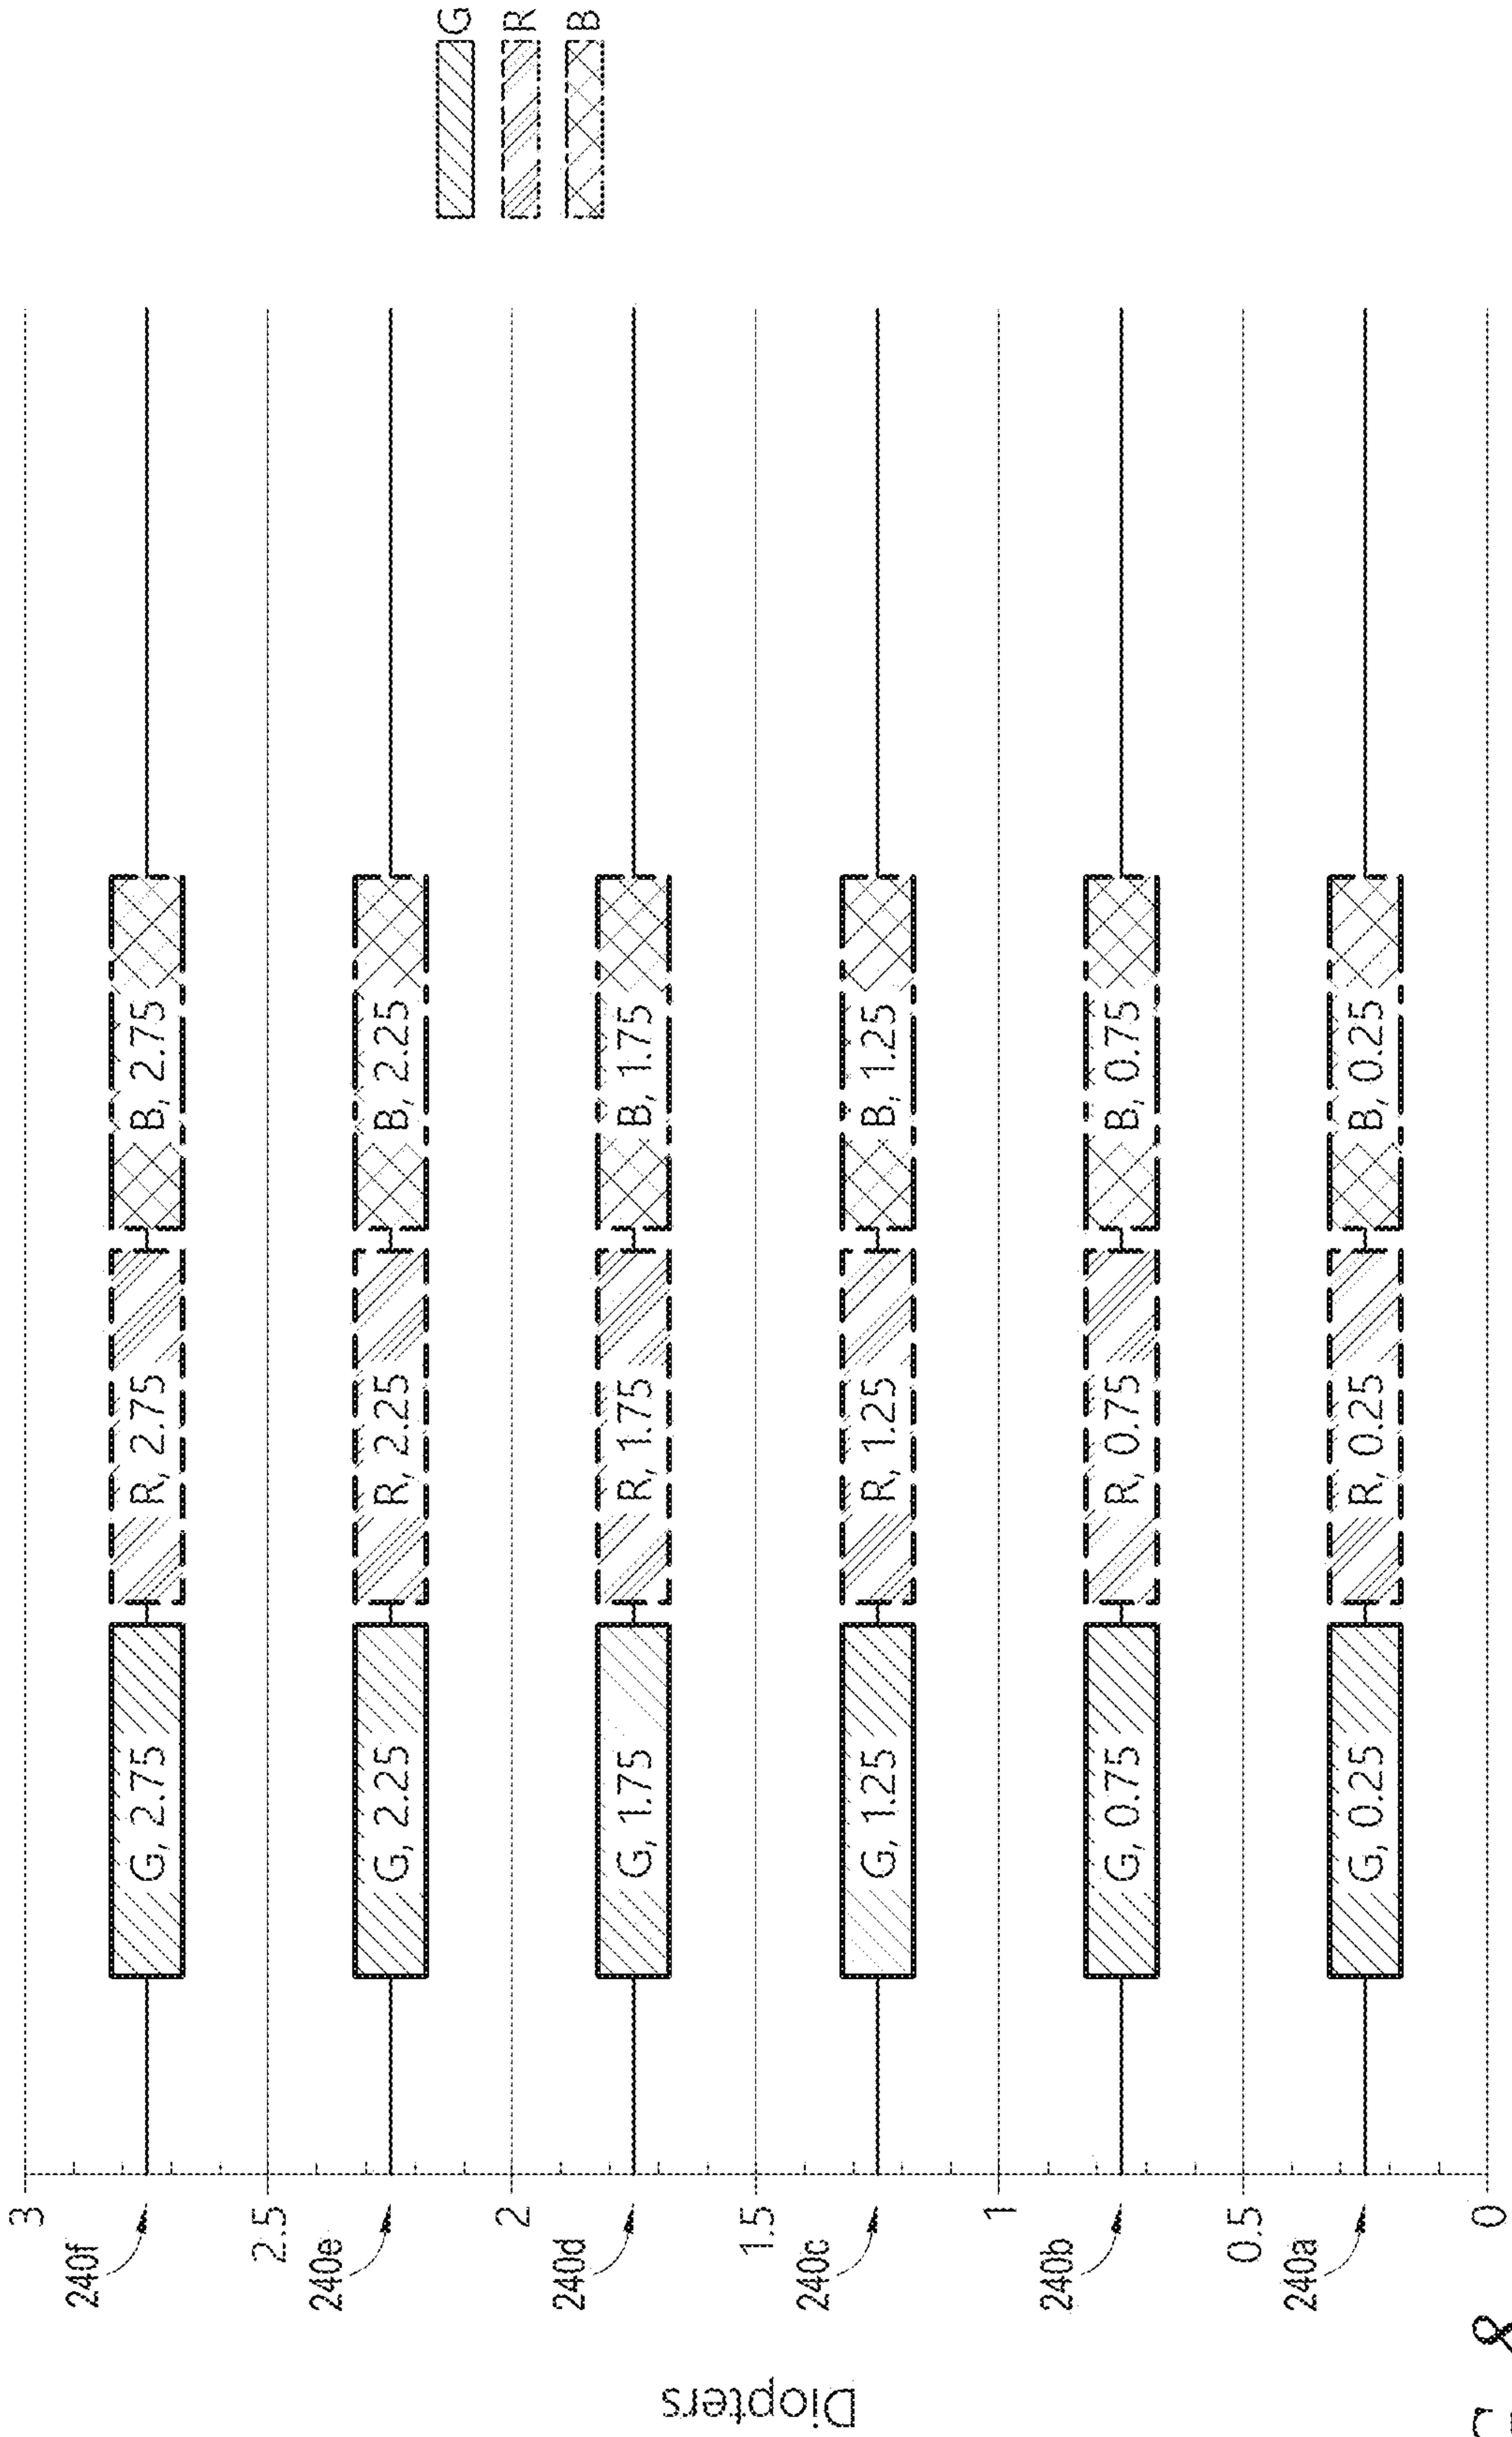 3
240f
G, 2.75
R, 2.75
B, 2.75
2.5
240e
G, 2.25
R, 2.25
B, 2.25
2
240d
G, 1.75
R, 1.75
B, 1.75
1.5
240c
G, 1.25
R, 1.25
B, 1.25
1
240b
G, 0.75
R, 0.75
B, 0.75
0.5
240a
G, 0.25
R, 0.25
B, 0.25
0
Diopters
G
R
B
8